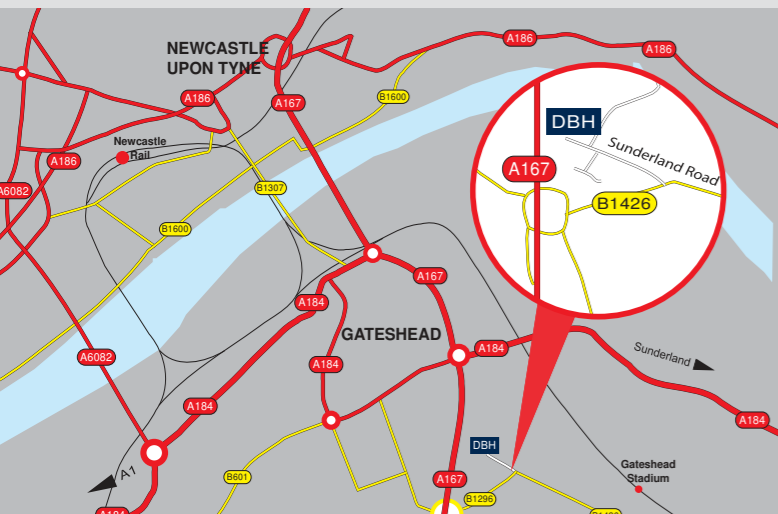 A186
A186
NEWCASTLE
UPON TYNE
A186
A167
B1600
DBH
Sunderland Road
Newcastle
Rail
A186
A167
A6082
B1307
B1426
B1600
A167
A184
GATESHEAD
A184
Sunderland
A6082
A184
A184
A184
DBH
A1
B601
A167
Gateshead
Stadium
B1296
A184